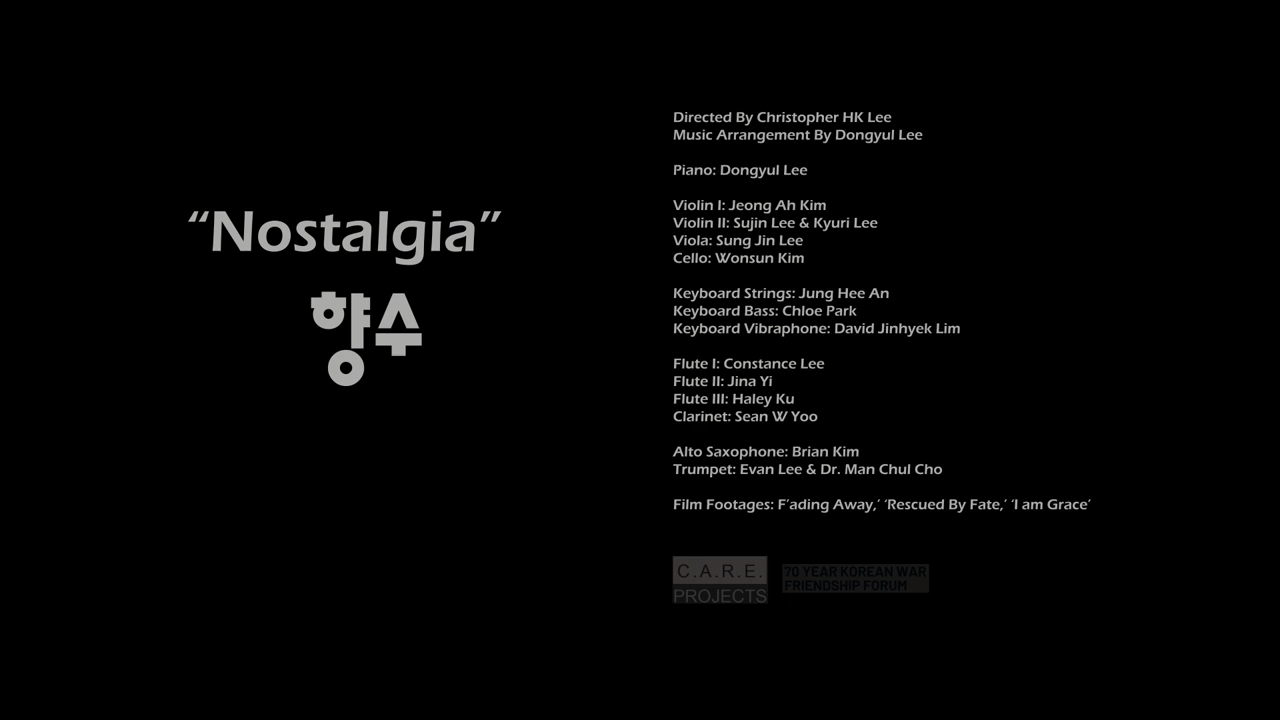 “Nostalgia”
향수
Directed By Christopher HK Lee
Music Arrangement By Dongyul Lee
Piano: Dongyul Lee
Violin I: Jeong Ah Kim
Violin II: Sujin Lee & Kyuri Lee
Viola: Sung Jin Lee
Cello: Wonsun Kim
Keyboard Strings: Jung Hee An
Keyboard Bass: Chloe Park
Keyboard Vibraphone: David Jinhyek Lim
Flute I: Constance Lee
Flute II: Jina Yi
Flute III: Haley Ku
Clarinet: Sean W Yoo
Alto Saxophone: Brian Kim
Trumpet: Evan Lee & Dr. Man Chul Cho
Film Footages: F’ading Away,’ ‘Rescued By Fate,’ ‘I am Grace’
C.A.R.E.
PROJECTS
70 YEAR KOREAN WAR
FRIENDSHIP FORUM